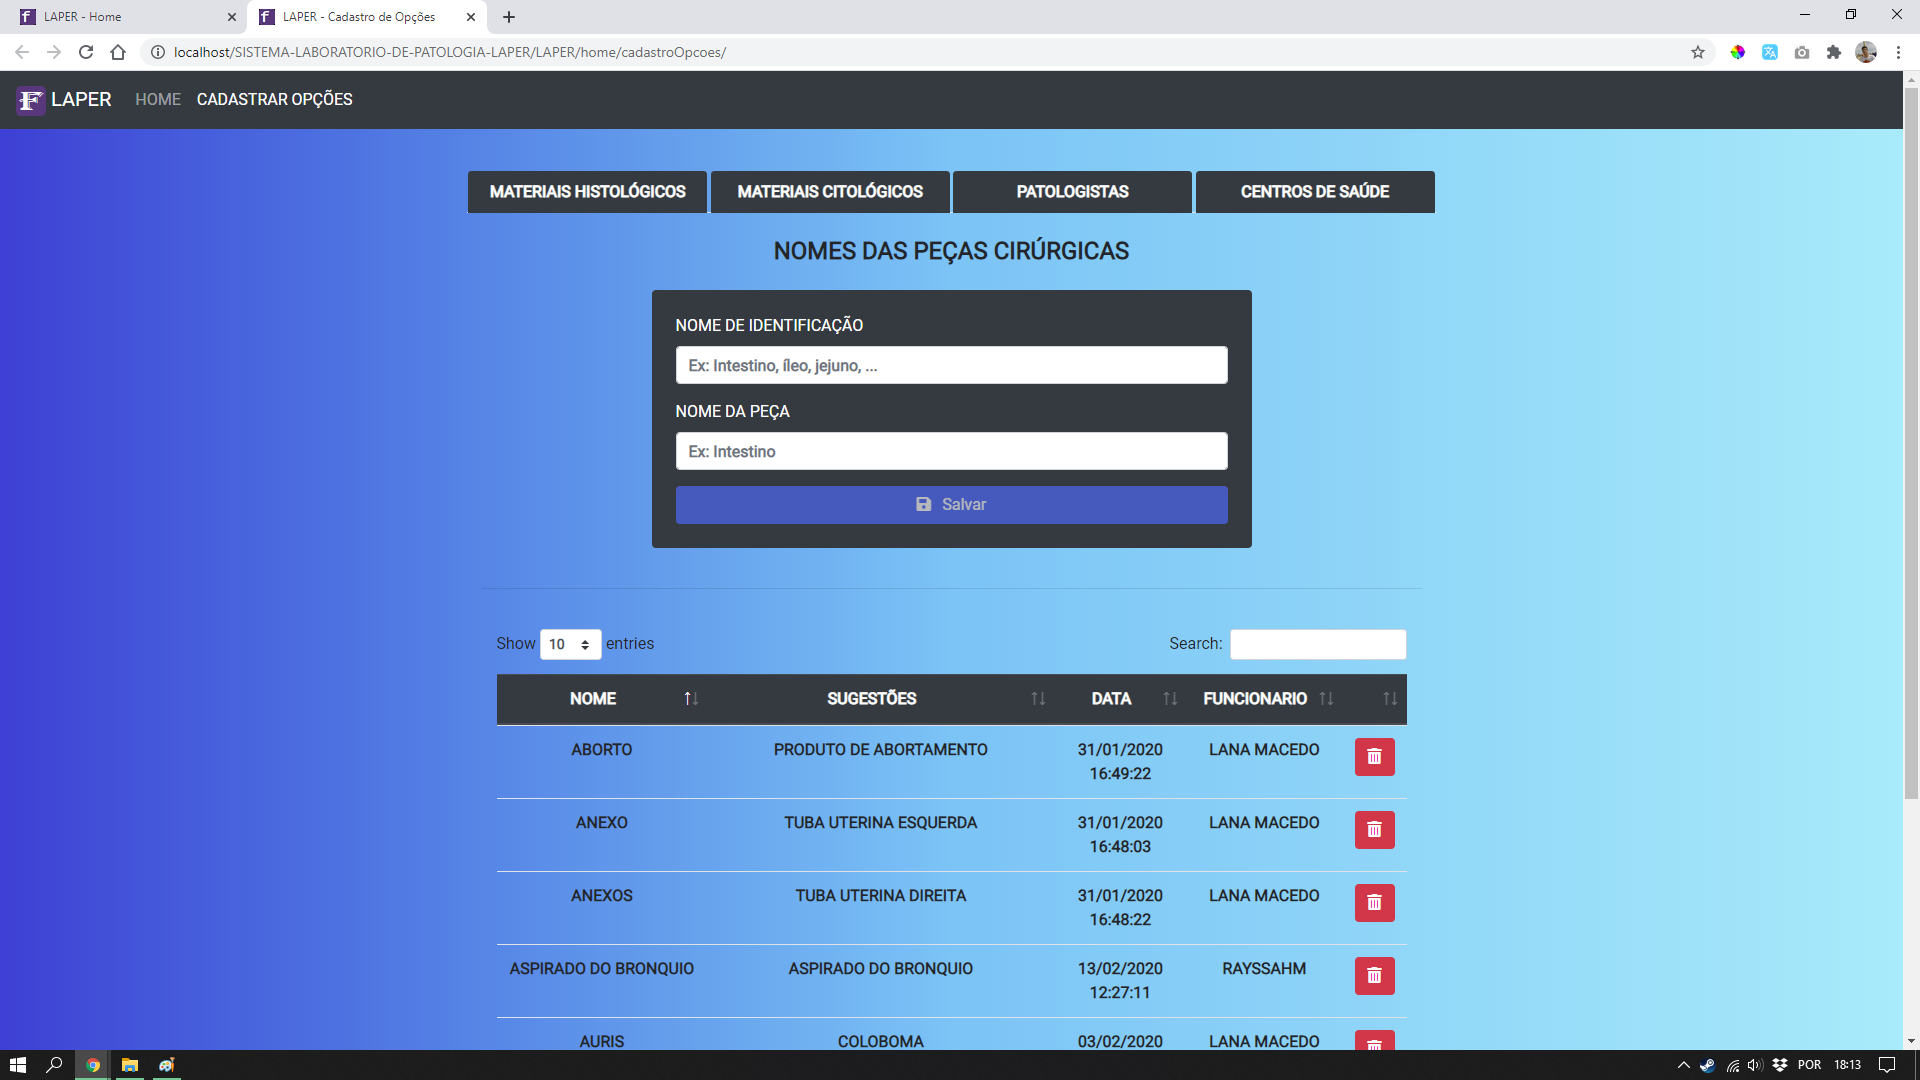 LAPER - Home
LAPER - Cadastro de Opções
localhost/SISTEMA-LABORATORIO-DE-PATOLOGIA-LAPER/LAPER/home/cadastroOpcoes/
LAPER HOME CADASTRAR OPÇÕES
MATERIAIS HISTOLÓGICOS MATERIAIS CITOLÓGICOS PATOLOGISTAS CENTROS DE SAÚDE
NOMES DAS PEÇAS CIRÚRGICAS
NOME DE IDENTIFICAÇÃO
Ex: Intestino, íleo, jejuno, ...
NOME DA PEÇA
Ex: Intestino
Salvar
Show 10 entries Search:
NOME SUGESTÕES DATA FUNCIONARIO
ABORTO PRODUTO DE ABORTAMENTO 31/01/2020 LANA MACEDO
16:49:22
ANEXO TUBA UTERINA ESQUERDA 31/01/2020 LANA MACEDO
16:48:03
ANEXOS TUBA UTERINA DIREITA 31/01/2020 LANA MACEDO
16:48:22
ASPIRADO DO BRONQUIO ASPIRADO DO BRONQUIO 13/02/2020 RAYSSAHM
12:27:11
AURIS COLOBOMA 03/02/2020 LANA MACEDO
POR 18:13